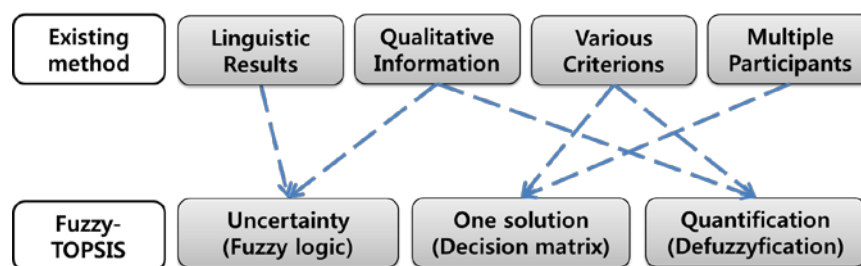 Existing
method
Linguistic
Results
Qualitative
Information
Various
Criterions
Multiple
Participants
Fuzzy-
TOPSIS
Uncertainty
(Fuzzy logic)
One solution
(Decision matrix)
Quantification
(Defuzzyfication)